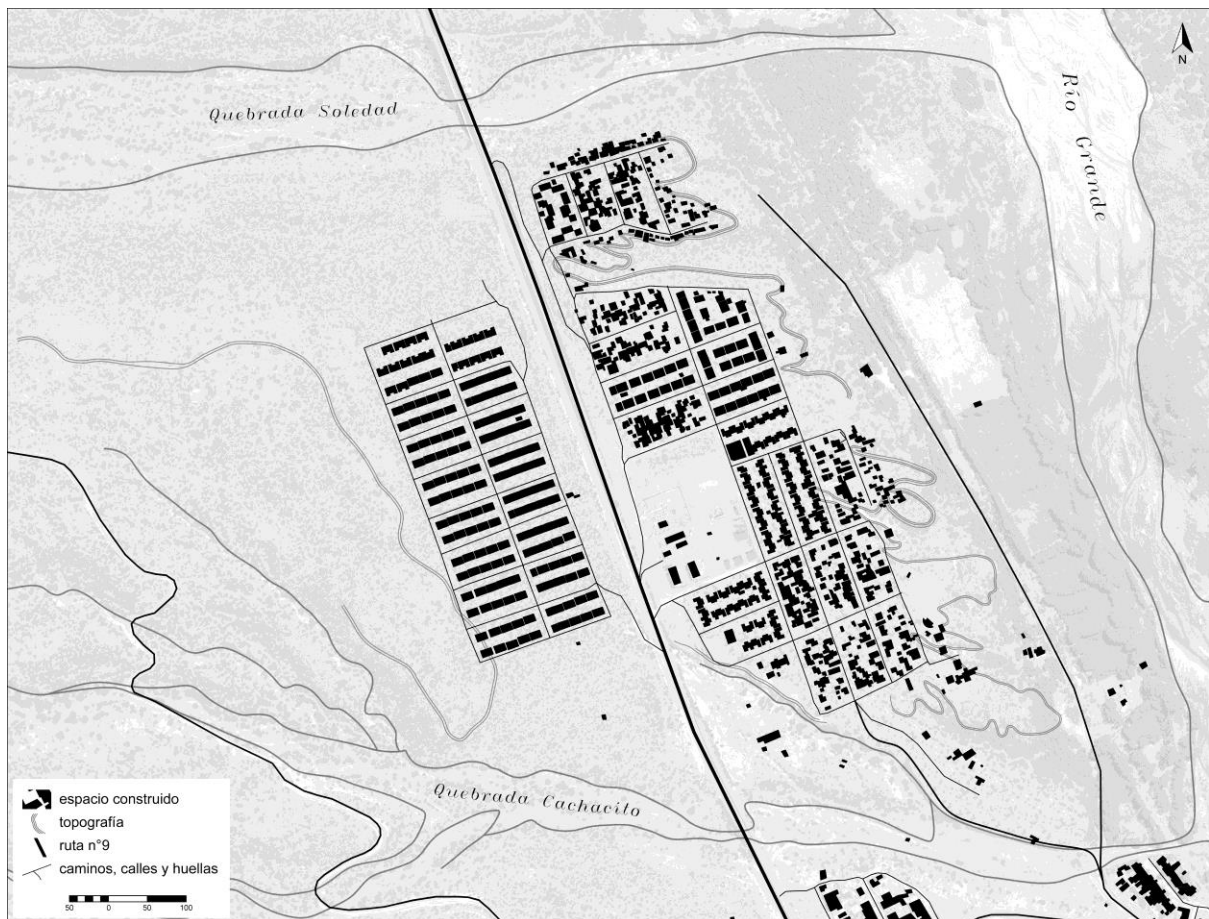 N
Quebrada Soledad
Río Grande
Quebrada Cachacito
espacio construido
topografía
ruta n°9
caminos, calles y huellas
50 0 50 100